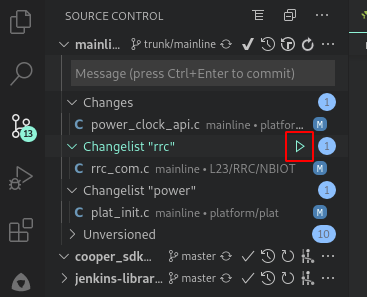 SOURCE CONTROL
mainli... trunk/mainline
Message (press Ctrl+Enter to commit)
Changes 1
C power_clock_api.c mainline • platfor... M
Changelist "rrc" 1
C rrc_com.c mainline • L23/RRC/NBIOT M
13
Changelist "power" 1
C plat_init.c mainline • platform/plat M
Unversioned 10
cooper_sdk... master
jenkins-librar... master